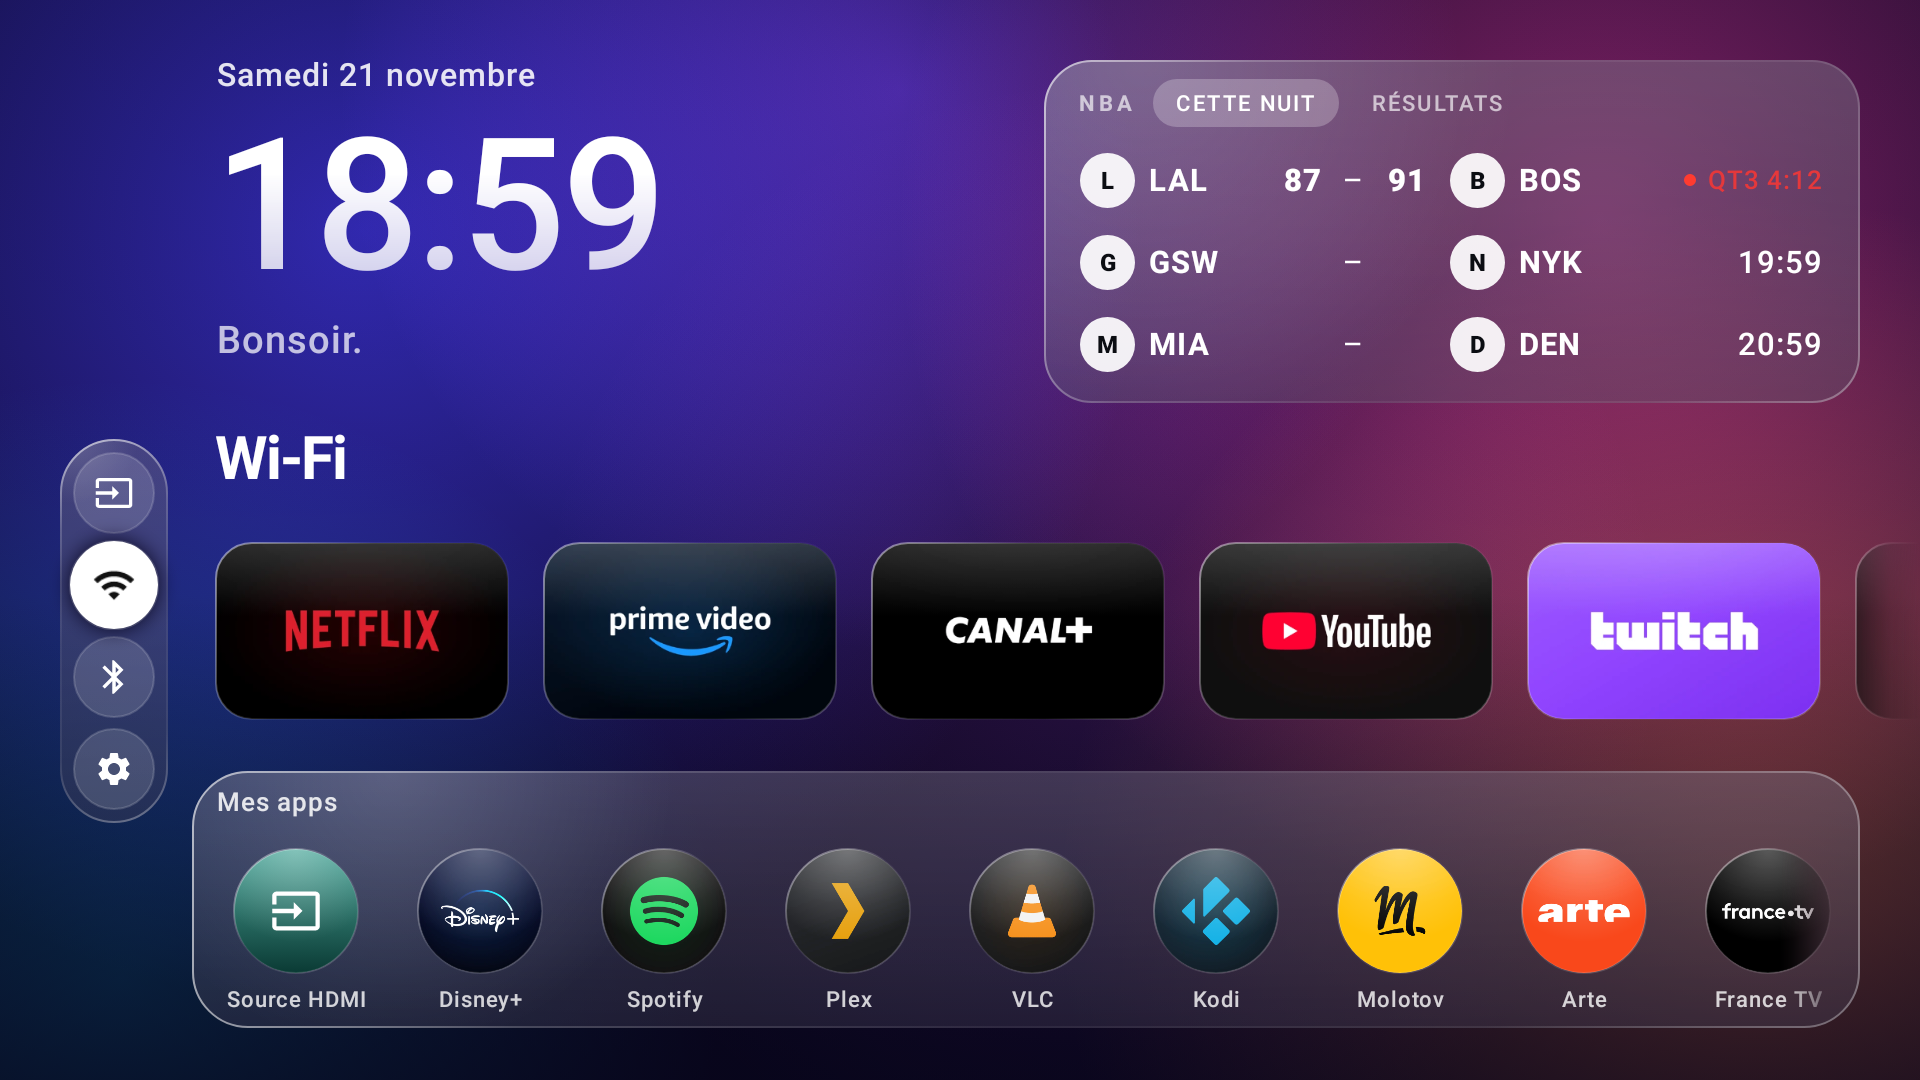 Samedi 21 novembre
18:59
Bonsoir.
NBA CETTE NUIT RÉSULTATS
L LAL 87 – 91 B BOS QT3 4:12
G GSW – N NYK 19:59
M MIA – D DEN 20:59
Wi-Fi
NETFLIX
prime video
CANAL+
YouTube
twitch
Mes apps
Disney+
M.
arte
france•tv
Source HDMI
Disney+
Spotify
Plex
VLC
Kodi
Molotov
Arte
France TV